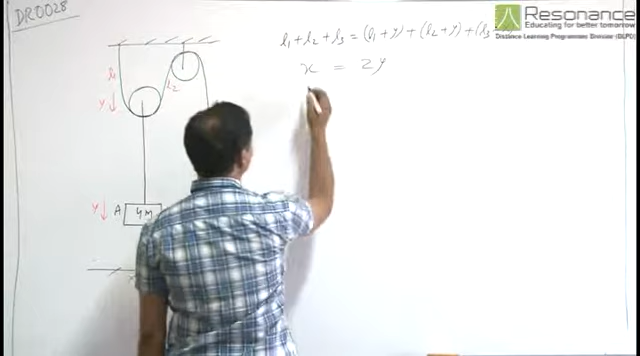 DR0028
Resonance
Educating for better tomorrow
Distance Learning Programmes Division (DLPD)
l₁ + l₂ + l₃ = (l₁ + y) + (l₂ + y) + (l₃
x = 2y
l₁
l₂
y
y
A
4M